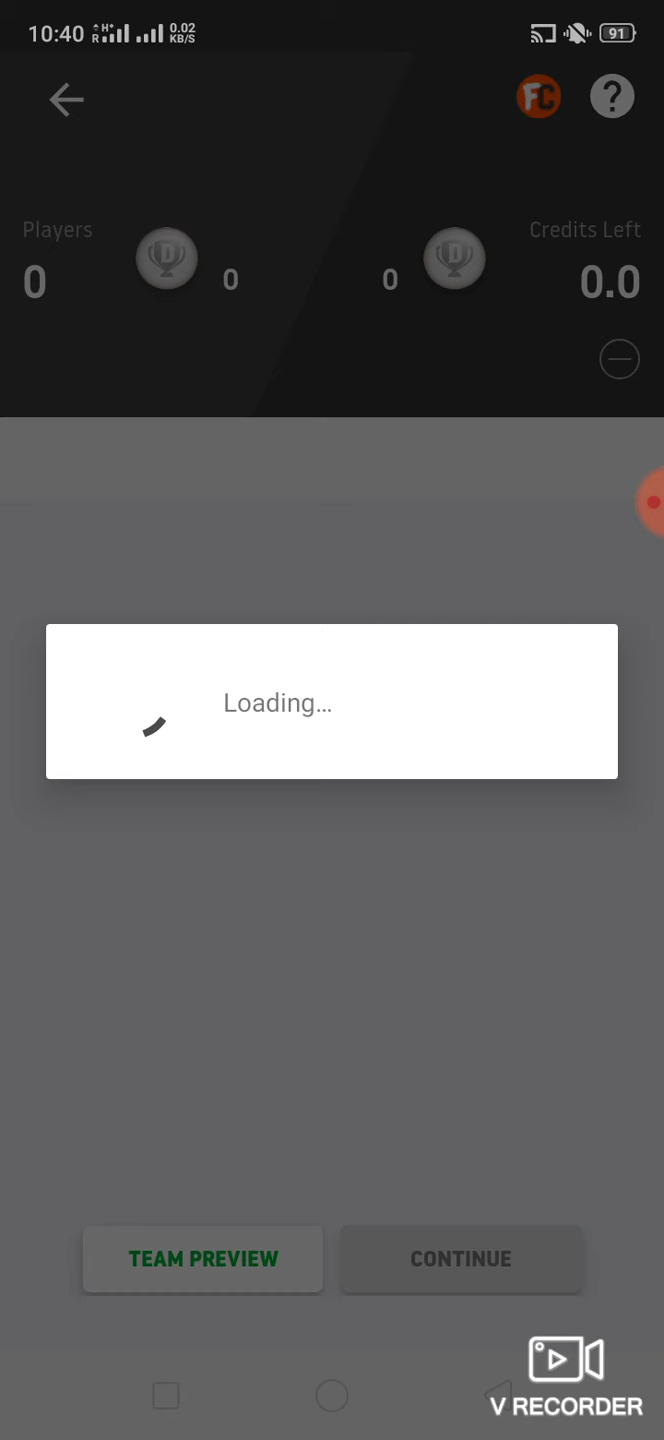 10:40 R H+ 0.02 KB/S 91
FC ?
Players D D Credits Left
0 0 0 0.0
Loading...
TEAM PREVIEW CONTINUE
V RECORDER